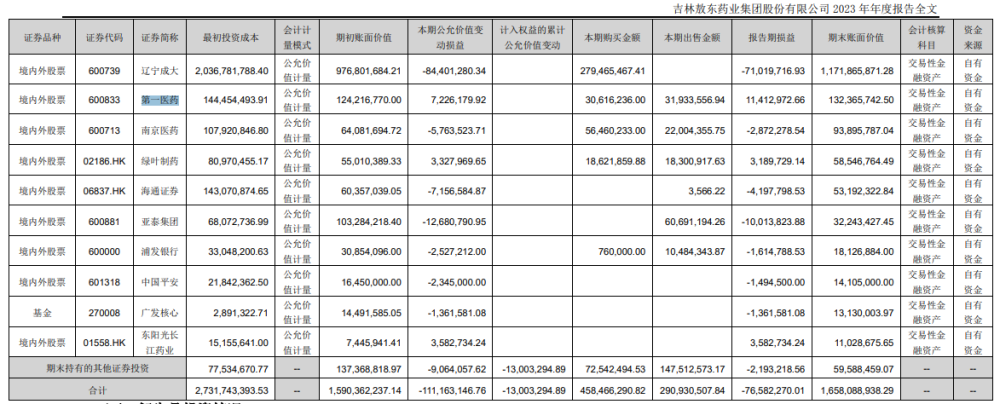 吉林敖东药业集团股份有限公司 2023 年年度报告全文
证券品种 证券代码 证券简称 最初投资成本 会计计量模式 期初账面价值 本期公允价值变动损益 计入权益的累计公允价值变动 本期购买金额 本期出售金额 报告期损益 期末账面价值 会计核算科目 资金来源
境内外股票 600739 辽宁成大 2,036,781,788.40 公允价值计量 976,801,684.21 -84,401,280.34 279,465,467.41 -71,019,716.93 1,171,865,871.28 交易性金融资产 自有资金
境内外股票 600833 第一医药 144,454,493.91 公允价值计量 124,216,770.00 7,226,179.92 30,616,236.00 31,933,556.94 11,412,972.66 132,365,742.50 交易性金融资产 自有资金
境内外股票 600713 南京医药 107,920,846.80 公允价值计量 64,081,694.72 -5,763,523.71 56,460,233.00 22,004,355.75 -2,872,278.54 93,895,787.04 交易性金融资产 自有资金
境内外股票 02186.HK 绿叶制药 80,970,455.17 公允价值计量 55,010,389.33 3,327,969.65 18,621,859.88 18,300,917.63 3,189,729.14 58,546,764.49 交易性金融资产 自有资金
境内外股票 06837.HK 海通证券 143,070,874.65 公允价值计量 60,357,039.05 -7,156,584.87 3,566.22 -4,197,798.53 53,192,322.84 交易性金融资产 自有资金
境内外股票 600881 亚泰集团 68,072,736.99 公允价值计量 103,284,218.40 -12,680,790.95 60,691,194.26 -10,013,823.88 32,243,427.45 交易性金融资产 自有资金
境内外股票 600000 浦发银行 33,048,200.63 公允价值计量 30,854,096.00 -2,527,212.00 760,000.00 10,484,343.87 -1,614,788.53 18,126,884.00 交易性金融资产 自有资金
境内外股票 601318 中国平安 21,842,362.50 公允价值计量 16,450,000.00 -2,345,000.00 -1,494,500.00 14,105,000.00 交易性金融资产 自有资金
基金 270008 广发核心 2,891,322.71 公允价值计量 14,491,585.05 -1,361,581.08 -1,361,581.08 13,130,003.97 交易性金融资产 自有资金
境内外股票 01558.HK 东阳光长江药业 15,155,641.00 公允价值计量 7,445,941.41 3,582,734.24 3,582,734.24 11,028,675.65 交易性金融资产 自有资金
期末持有的其他证券投资 77,534,670.77 -- 137,368,818.97 -9,064,057.62 -13,003,294.89 72,542,494.53 147,512,573.17 -2,193,218.56 59,588,459.07 -- --
合计 2,731,743,393.53 -- 1,590,362,237.14 -111,163,146.76 -13,003,294.89 458,466,290.82 290,930,507.84 -76,582,270.01 1,658,088,938.29 -- --